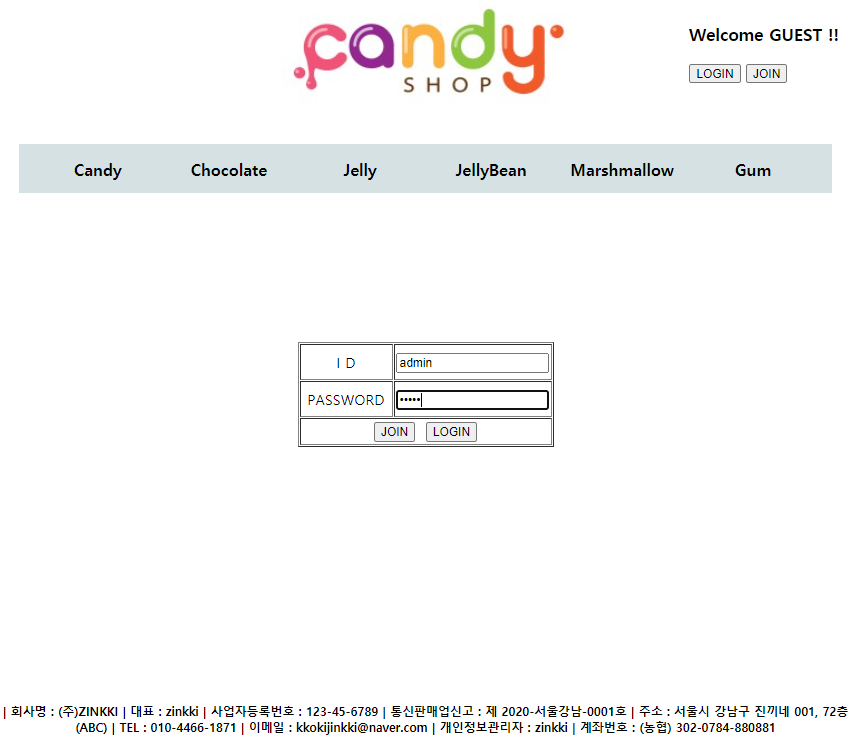 candy
SHOP
Welcome GUEST !!
LOGIN JOIN
Candy Chocolate Jelly JellyBean Marshmallow Gum
I D admin
PASSWORD •••••
JOIN LOGIN
| 회사명 : (주)ZINKKI | 대표 : zinkki | 사업자등록번호 : 123-45-6789 | 통신판매업신고 : 제 2020-서울강남-0001호 | 주소 : 서울시 강남구 진끼네 001, 72층
(ABC) | TEL : 010-4466-1871 | 이메일 : kkokijinkki@naver.com | 개인정보관리자 : zinkki | 계좌번호 : (농협) 302-0784-880881